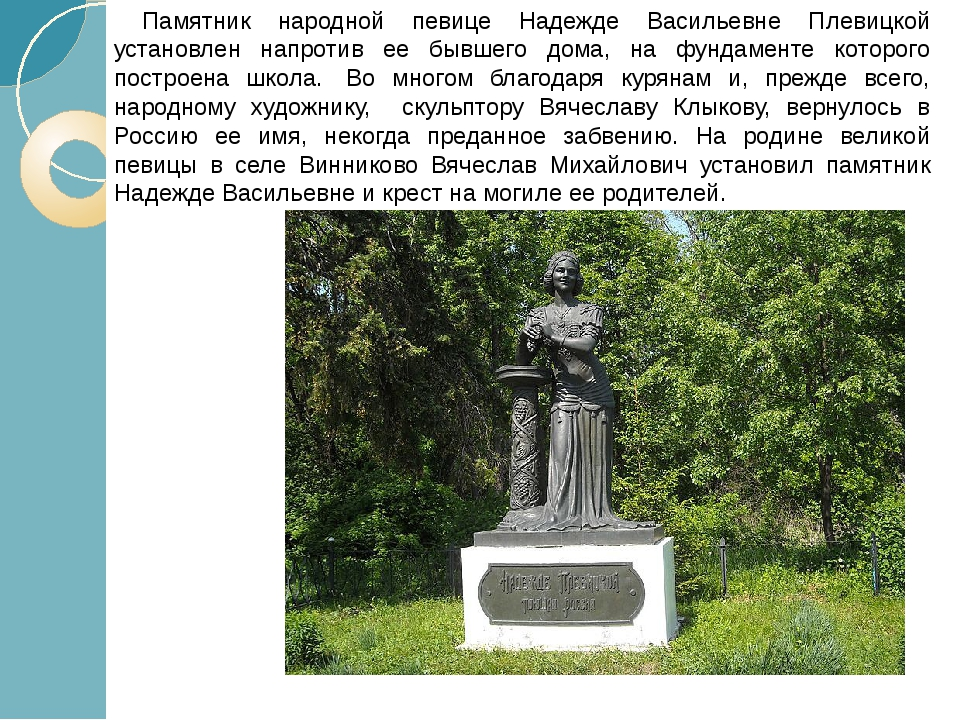 Памятник народной певице Надежде Васильевне Плевицкой
установлен напротив ее бывшего дома, на фундаменте которого
построена школа. Во многом благодаря курянам и, прежде всего,
народному художнику, скульптору Вячеславу Клыкову, вернулось в
Россию ее имя, некогда преданное забвению. На родине великой
певицы в селе Винниково Вячеслав Михайлович установил памятник
Надежде Васильевне и крест на могиле ее родителей.
Надежде Плевицкой